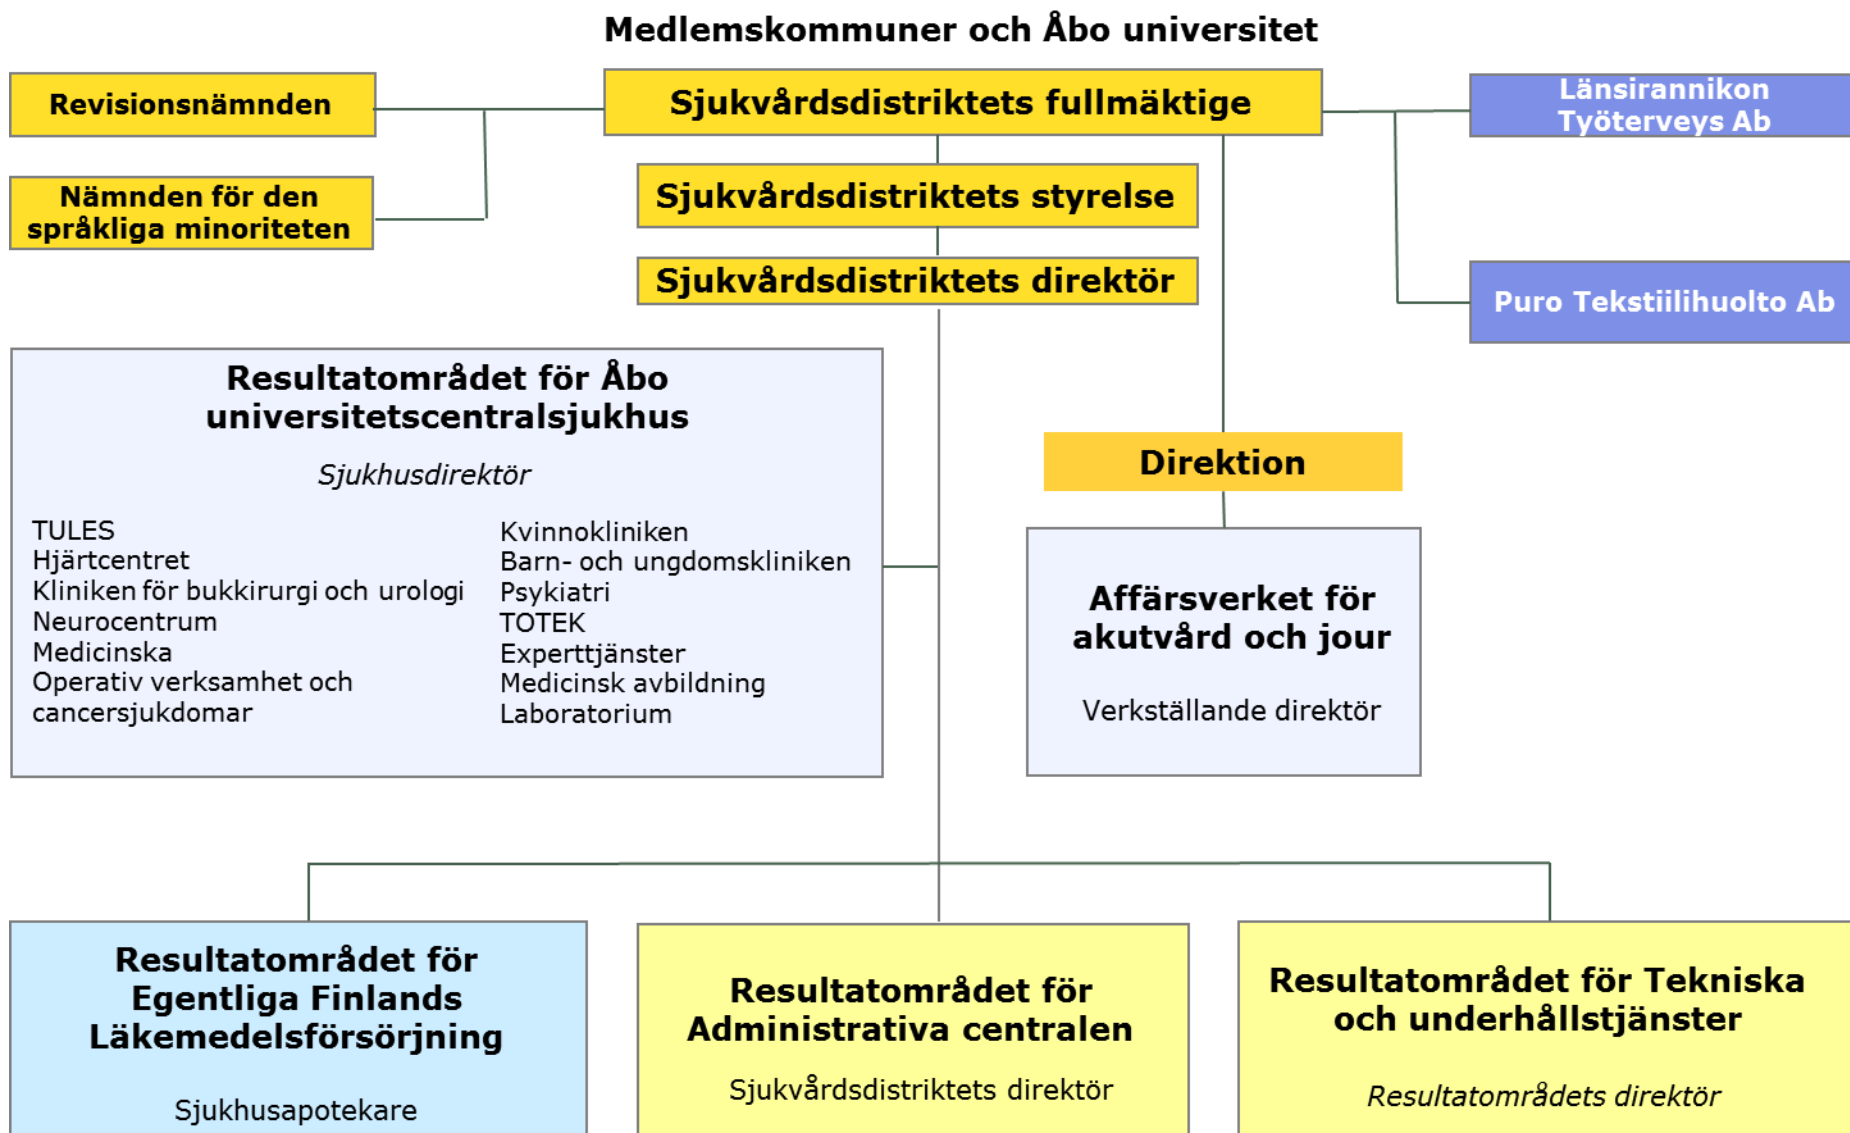 Medlemskommuner och Åbo universitet
Revisionsnämnden
Sjukvårdsdistriktets fullmäktige
Länsirannikon
Työterveys Ab
Nämnden för den
språkliga minoriteten
Sjukvårdsdistriktets styrelse
Sjukvårdsdistriktets direktör
Puro Tekstiilihuolto Ab
Resultatområdet för Åbo
universitetscentralsjukhus
Sjukhusdirektör
TULES
Hjärtcentret
Kliniken för bukkirurgi och urologi
Neurocentrum
Medicinska
Operativ verksamhet och
cancersjukdomar
Kvinnokliniken
Barn- och ungdomskliniken
Psykiatri
TOTEK
Experttjänster
Medicinsk avbildning
Laboratorium
Direktion
Affärsverket för
akutvård och jour
Verkställande direktör
Resultatområdet för
Egentliga Finlands
Läkemedelsförsörjning
Sjukhusapotekare
Resultatområdet för
Administrativa centralen
Sjukvårdsdistriktets direktör
Resultatområdet för Tekniska
och underhållstjänster
Resultatområdets direktör